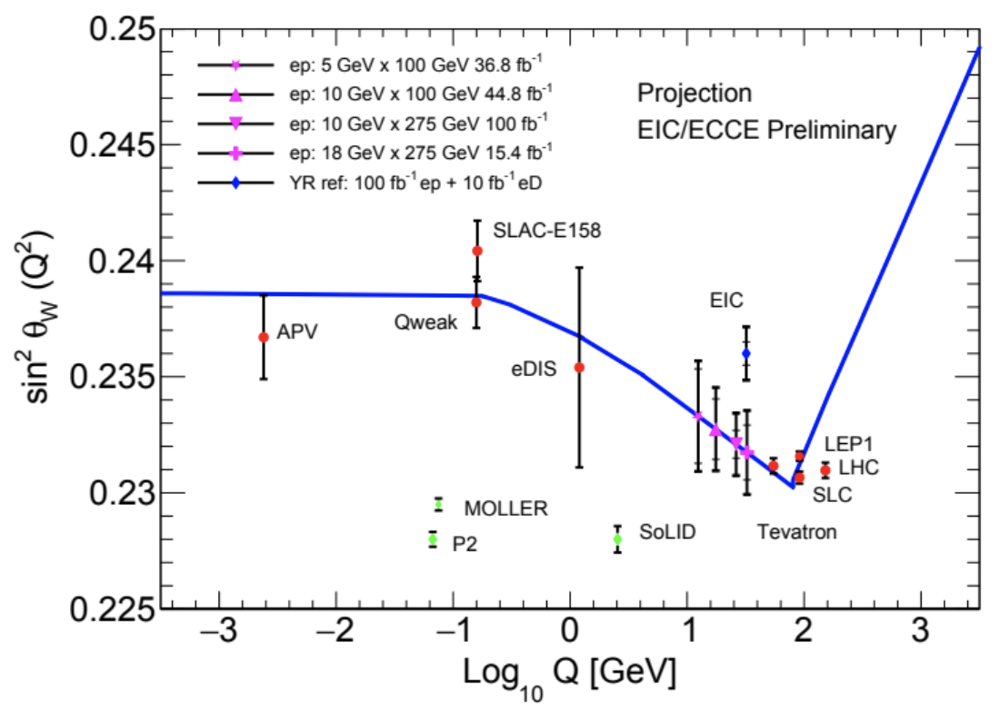 0.25
0.245
0.24
0.235
0.23
0.225
sin² θ_W (Q²)
ep: 5 GeV x 100 GeV 36.8 fb⁻¹
ep: 10 GeV x 100 GeV 44.8 fb⁻¹
ep: 10 GeV x 275 GeV 100 fb⁻¹
ep: 18 GeV x 275 GeV 15.4 fb⁻¹
YR ref: 100 fb⁻¹ ep + 10 fb⁻¹ eD
Projection
EIC/ECCE Preliminary
SLAC-E158
EIC
Qweak
APV
eDIS
LEP1
LHC
SLC
MOLLER
SoLID
Tevatron
P2
−3 −2 −1 0 1 2 3
Log₁₀ Q [GeV]